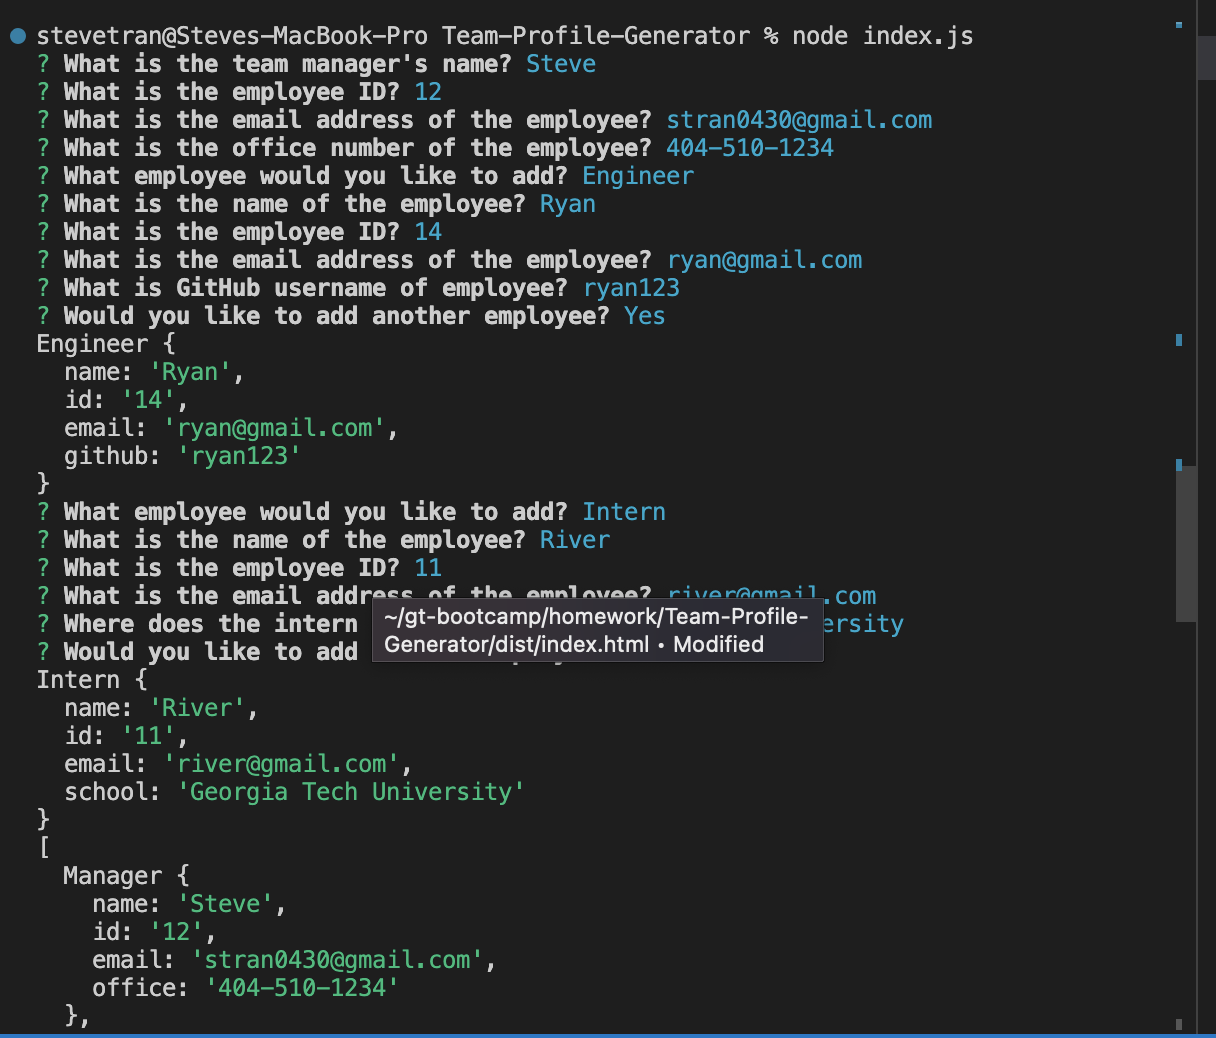 stevetran@Steves-MacBook-Pro Team-Profile-Generator % node index.js
? What is the team manager's name? Steve
? What is the employee ID? 12
? What is the email address of the employee? stran0430@gmail.com
? What is the office number of the employee? 404-510-1234
? What employee would you like to add? Engineer
? What is the name of the employee? Ryan
? What is the employee ID? 14
? What is the email address of the employee? ryan@gmail.com
? What is GitHub username of employee? ryan123
? Would you like to add another employee? Yes
Engineer {
  name: 'Ryan',
  id: '14',
  email: 'ryan@gmail.com',
  github: 'ryan123'
}
? What employee would you like to add? Intern
? What is the name of the employee? River
? What is the employee ID? 11
? What is the email address of the employee? river@gmail.com
? Where does the intern ersity
? Would you like to add
~/gt-bootcamp/homework/Team-Profile-
Generator/dist/index.html • Modified
Intern {
  name: 'River',
  id: '11',
  email: 'river@gmail.com',
  school: 'Georgia Tech University'
}
[
  Manager {
    name: 'Steve',
    id: '12',
    email: 'stran0430@gmail.com',
    office: '404-510-1234'
  },